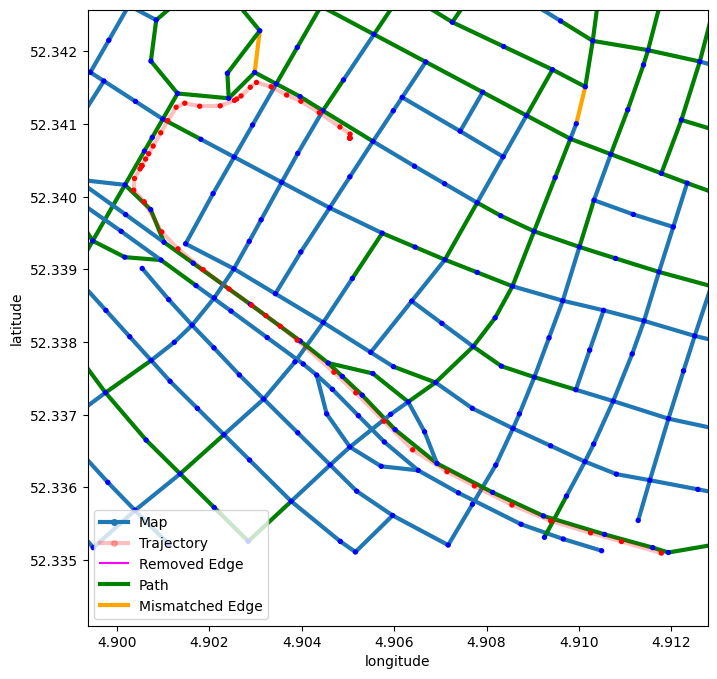 52.342
52.341
52.340
52.339
52.338
52.337
52.336
52.335
latitude
Map
Trajectory
Removed Edge
Path
Mismatched Edge
4.900 4.902 4.904 4.906 4.908 4.910 4.912
longitude